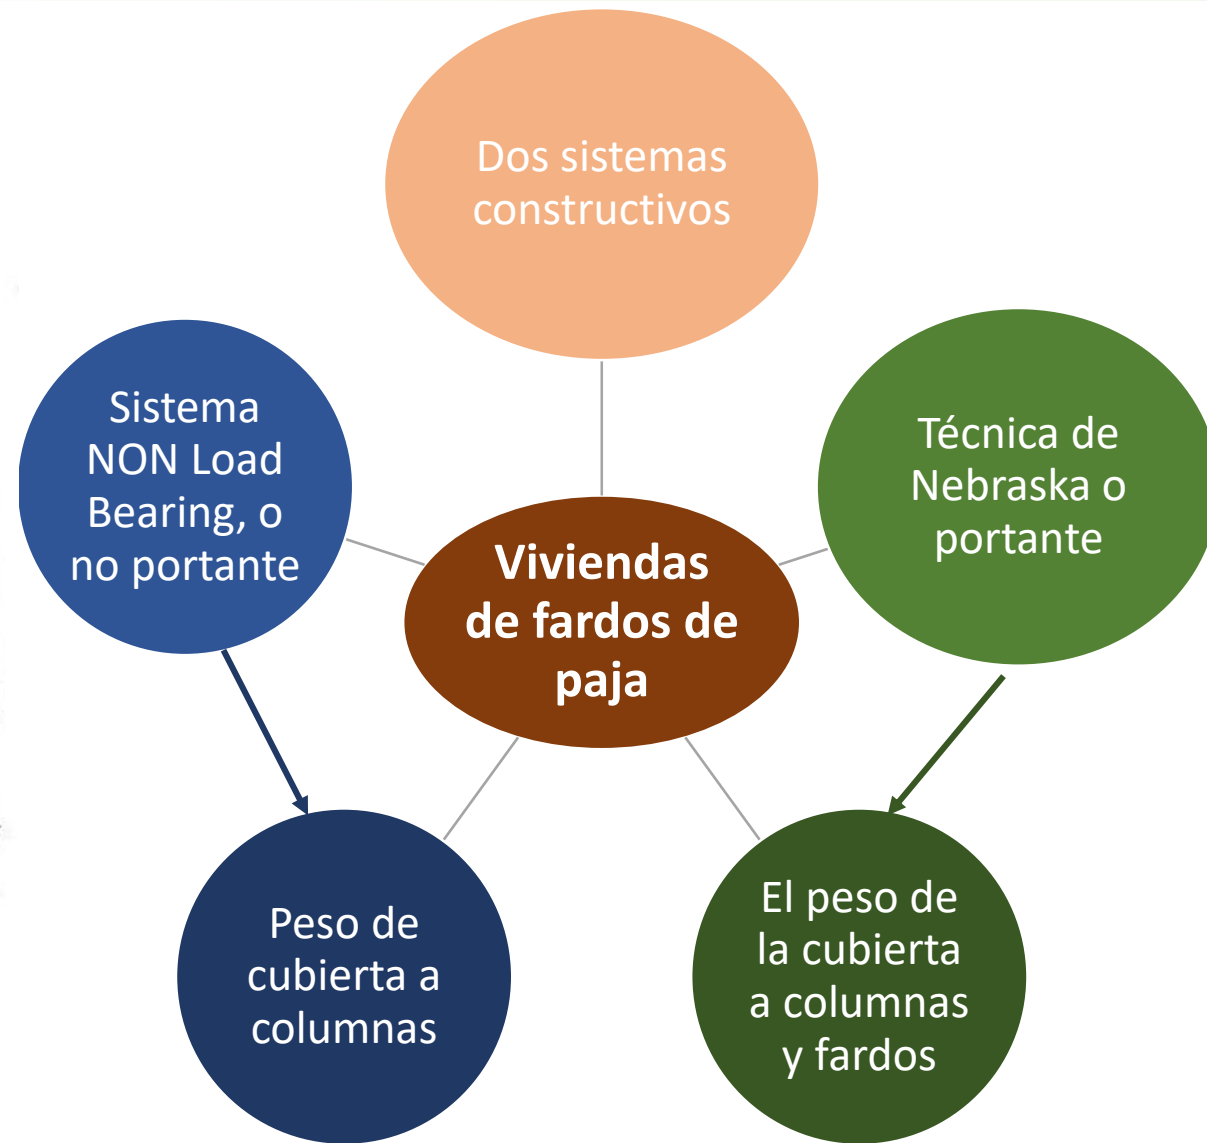 Dos sistemas
constructivos
Sistema
NON Load
Bearing, o
no portante
Técnica de
Nebraska o
portante
Viviendas
de fardos de
paja
Peso de
cubierta a
columnas
El peso de
la cubierta
a columnas
y fardos